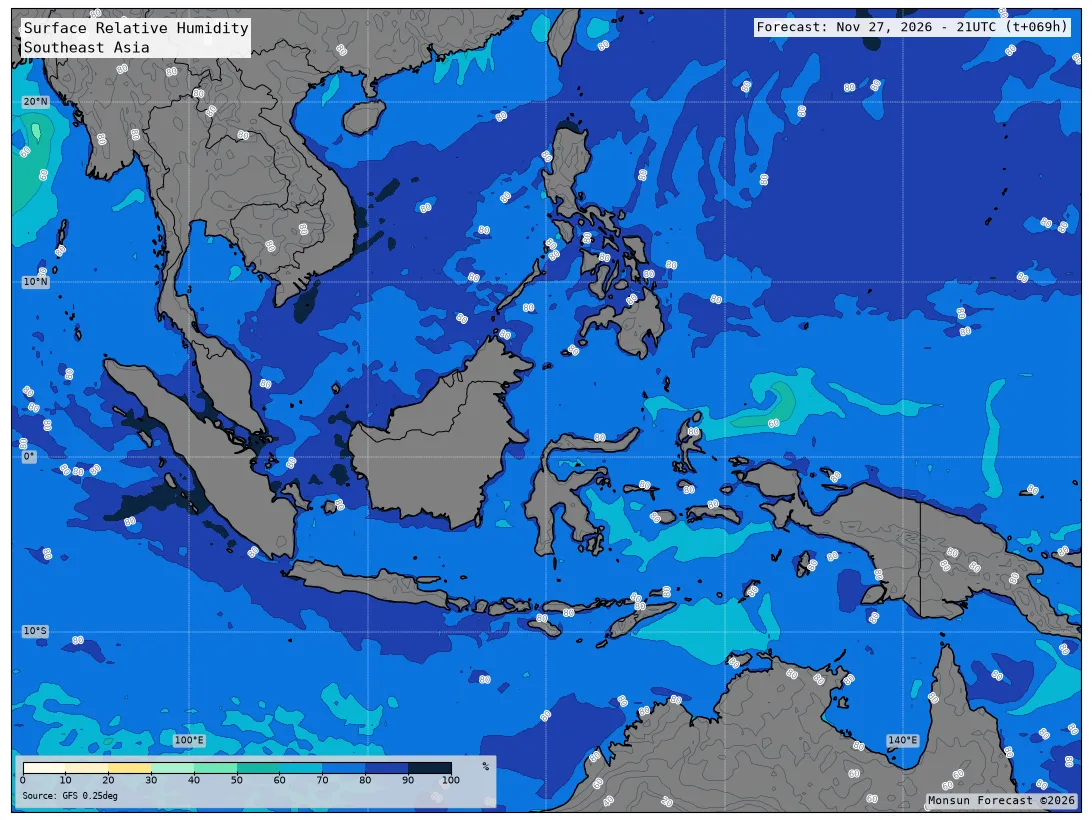 Surface Relative Humidity
Southeast Asia
Forecast: Nov 27, 2026 - 21UTC (t+069h)
20°N
10°N
0°
10°S
100°E
140°E
0 10 20 30 40 50 60 70 80 90 100
%
Source: GFS 0.25deg
Monsun Forecast ©2026